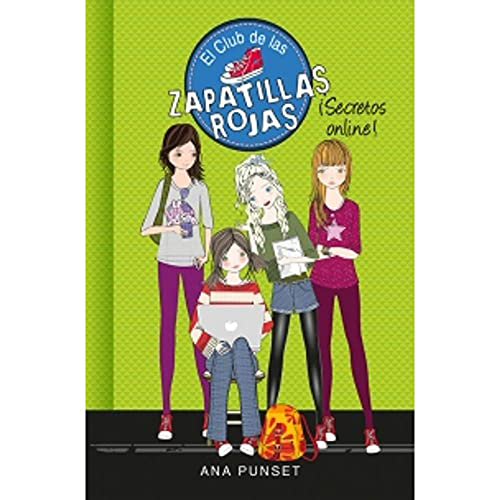 El Club de las
ZAPATILLAS
ROJAS
¡Secretos
online!
ANA PUNSET